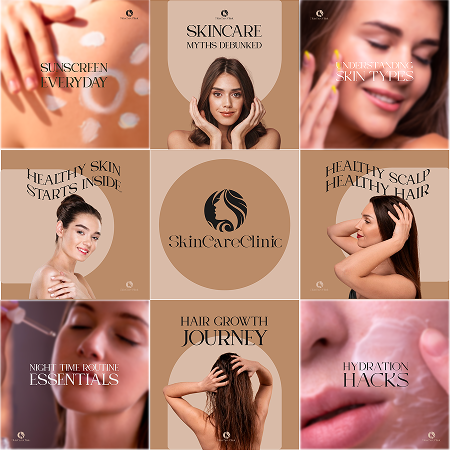 SUNSCREEN
EVERYDAY
SKINCARE
MYTHS DEBUNKED
UNDERSTANDING
SKIN TYPES
HEALTHY SKIN
STARTS INSIDE
SkinCareClinic
HEALTHY SCALP
HEALTHY HAIR
NIGHT TIME ROUTINE
ESSENTIALS
HAIR GROWTH
JOURNEY
HYDRATION
HACKS